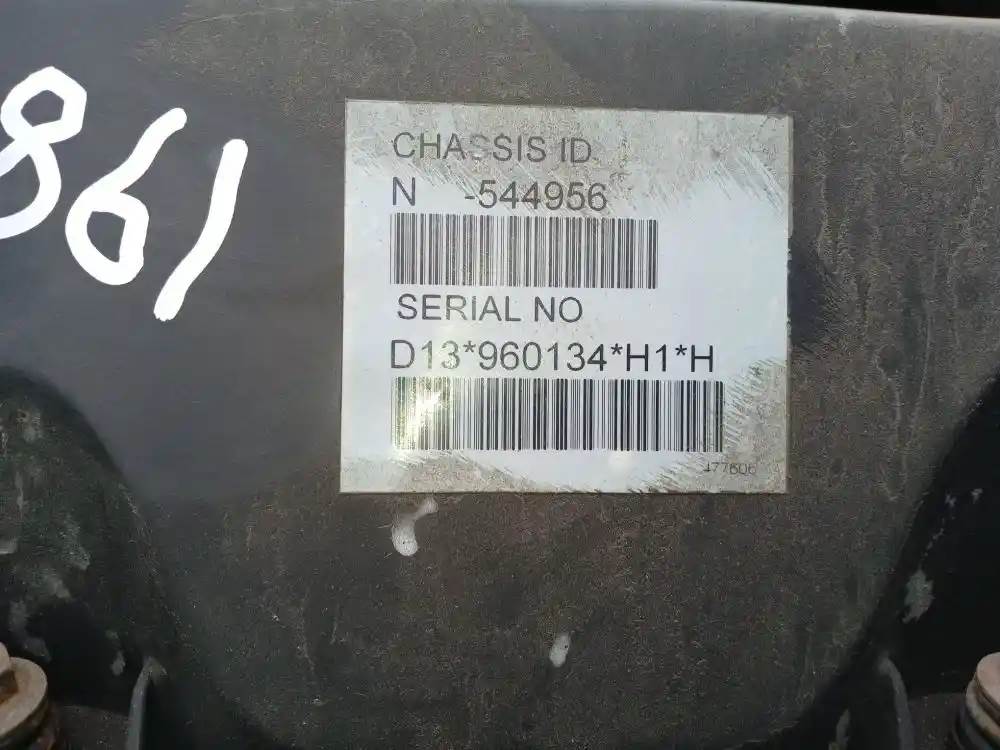 861
CHASSIS ID
N -544956
SERIAL NO
D13*960134*H1*H
477606